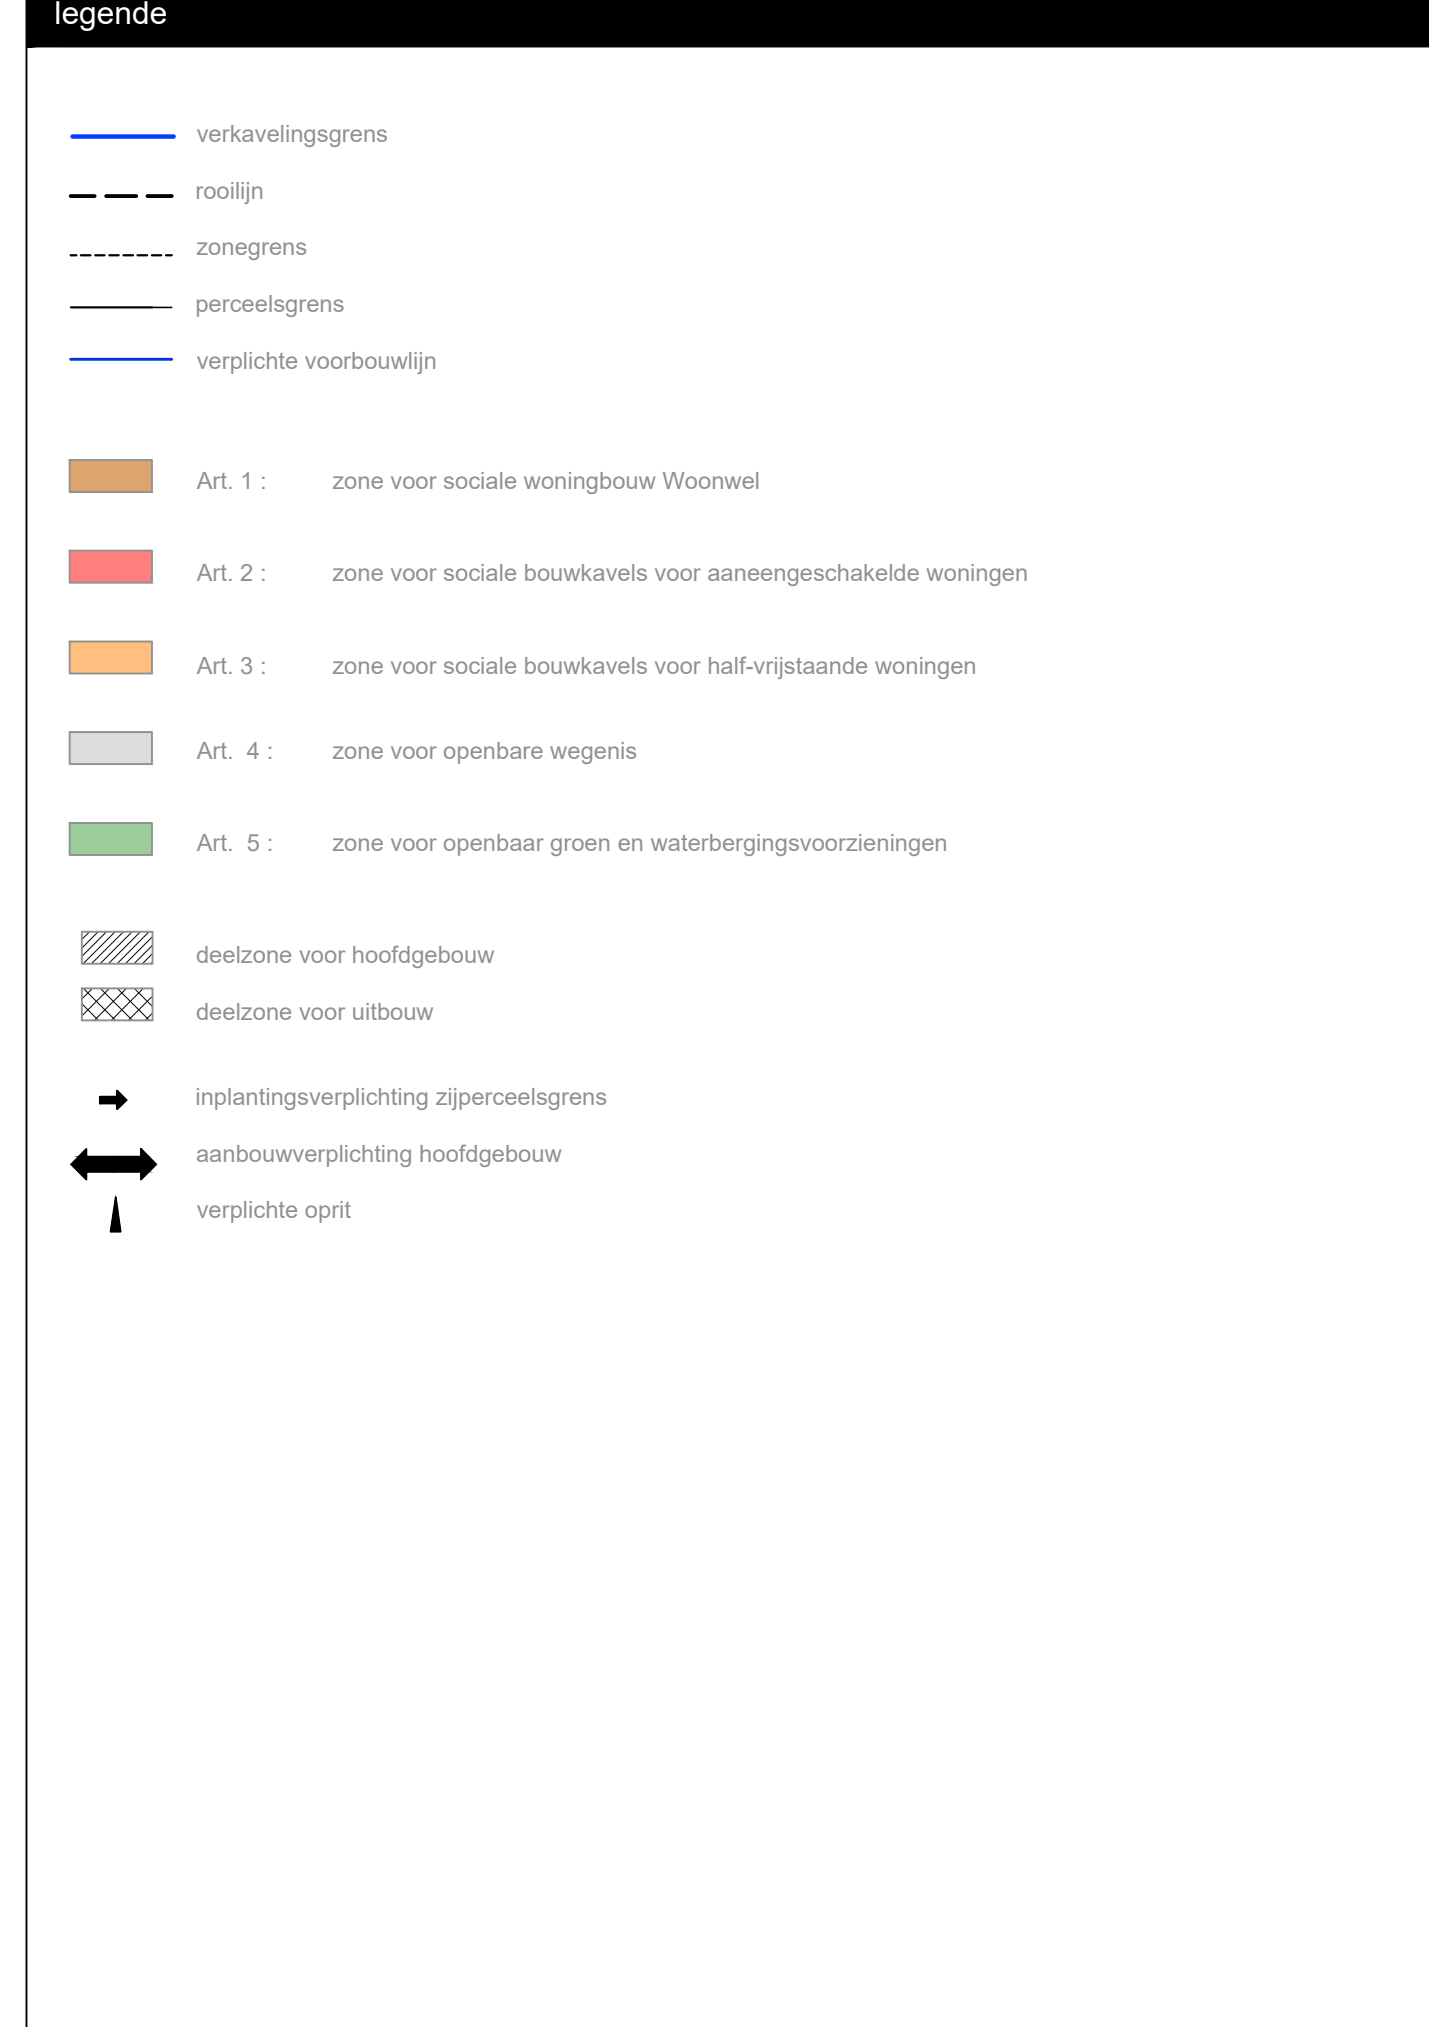 legende
verkavelingsgrens
rooilijn
zonegrens
perceelsgrens
verplichte voorbouwlijn
Art. 1 : zone voor sociale woningbouw Woonwel
Art. 2 : zone voor sociale bouwkavels voor aaneengeschakelde woningen
Art. 3 : zone voor sociale bouwkavels voor half-vrijstaande woningen
Art. 4 : zone voor openbare wegenis
Art. 5 : zone voor openbaar groen en waterbergingsvoorzieningen
deelzone voor hoofdgebouw
deelzone voor uitbouw
inplantingsverplichting zijperceelsgrens
aanbouwverplichting hoofdgebouw
verplichte oprit